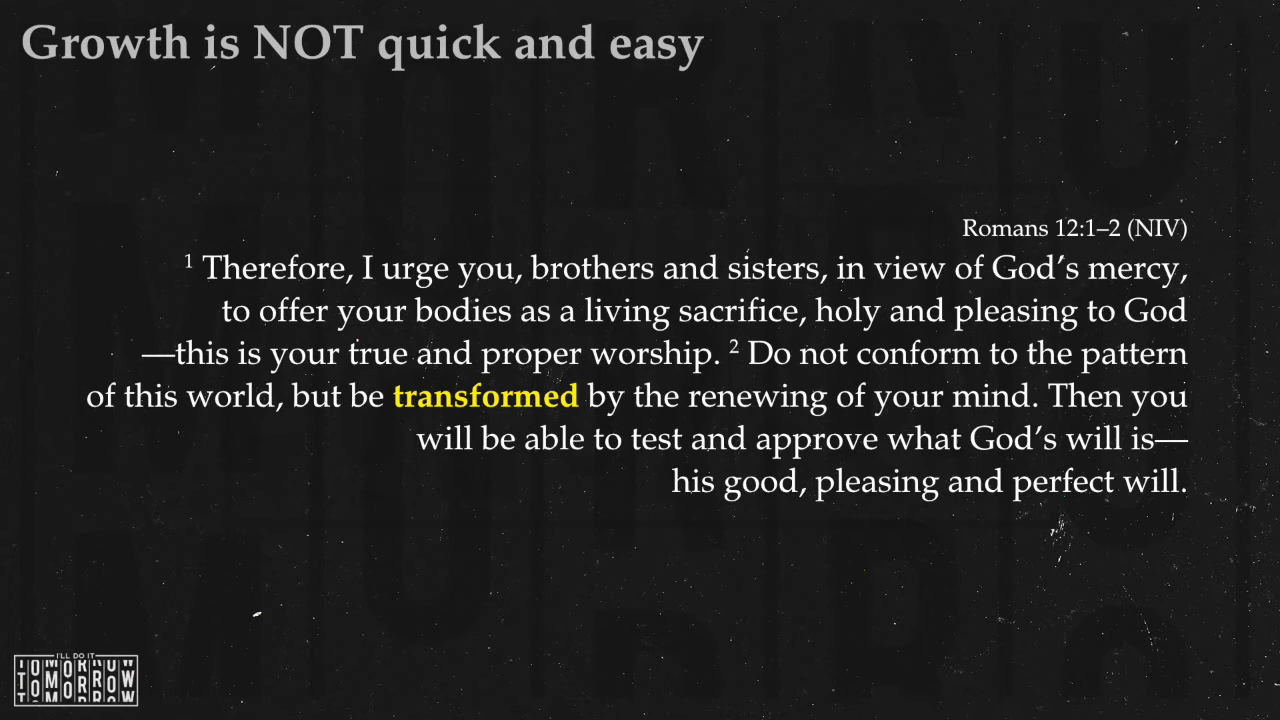 Growth is NOT quick and easy
Romans 12:1–2 (NIV)
1 Therefore, I urge you, brothers and sisters, in view of God’s mercy,
to offer your bodies as a living sacrifice, holy and pleasing to God
—this is your true and proper worship. 2 Do not conform to the pattern
of this world, but be transformed by the renewing of your mind. Then you
will be able to test and approve what God’s will is—
his good, pleasing and perfect will.
I'LL DO IT
TOMORROW
TOMORROW
TOMORROW